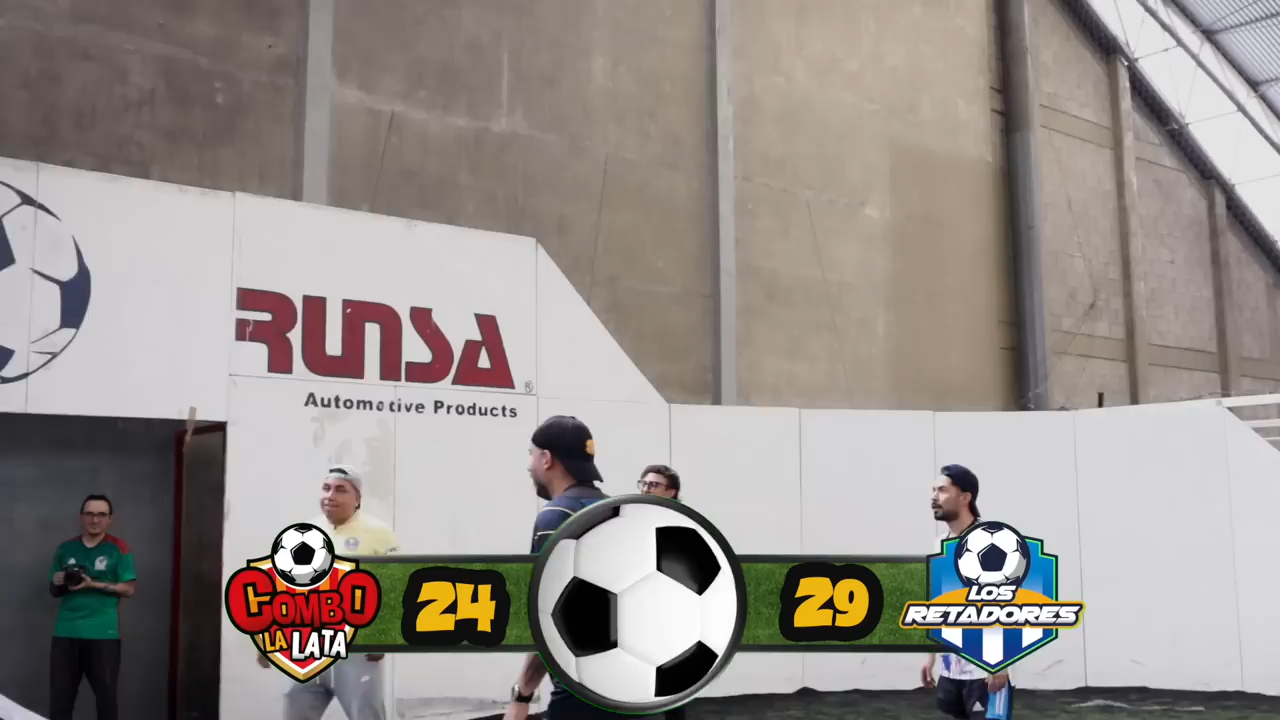 RUNSA
®
Automotive Products
COMBO
LA LATA
24
29
LOS
RETADORES